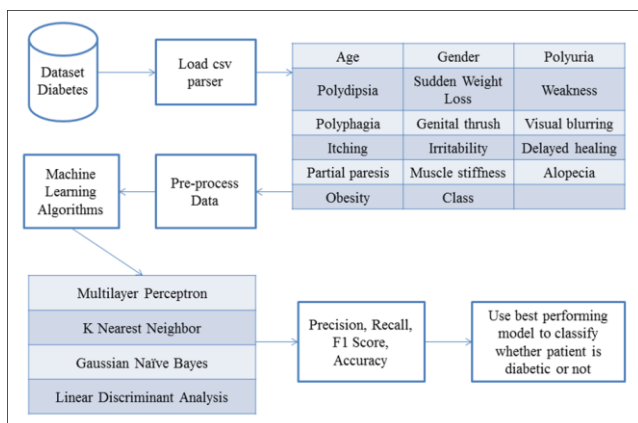 Dataset
Diabetes
Load csv
parser
Age Gender Polyuria
Polydipsia Sudden Weight
Loss Weakness
Polyphagia Genital thrush Visual blurring
Itching Irritability Delayed healing
Partial paresis Muscle stiffness Alopecia
Obesity Class
Pre-process
Data
Machine
Learning
Algorithms
Multilayer Perceptron
K Nearest Neighbor
Gaussian Naïve Bayes
Linear Discriminant Analysis
Precision, Recall,
F1 Score,
Accuracy
Use best performing
model to classify
whether patient is
diabetic or not